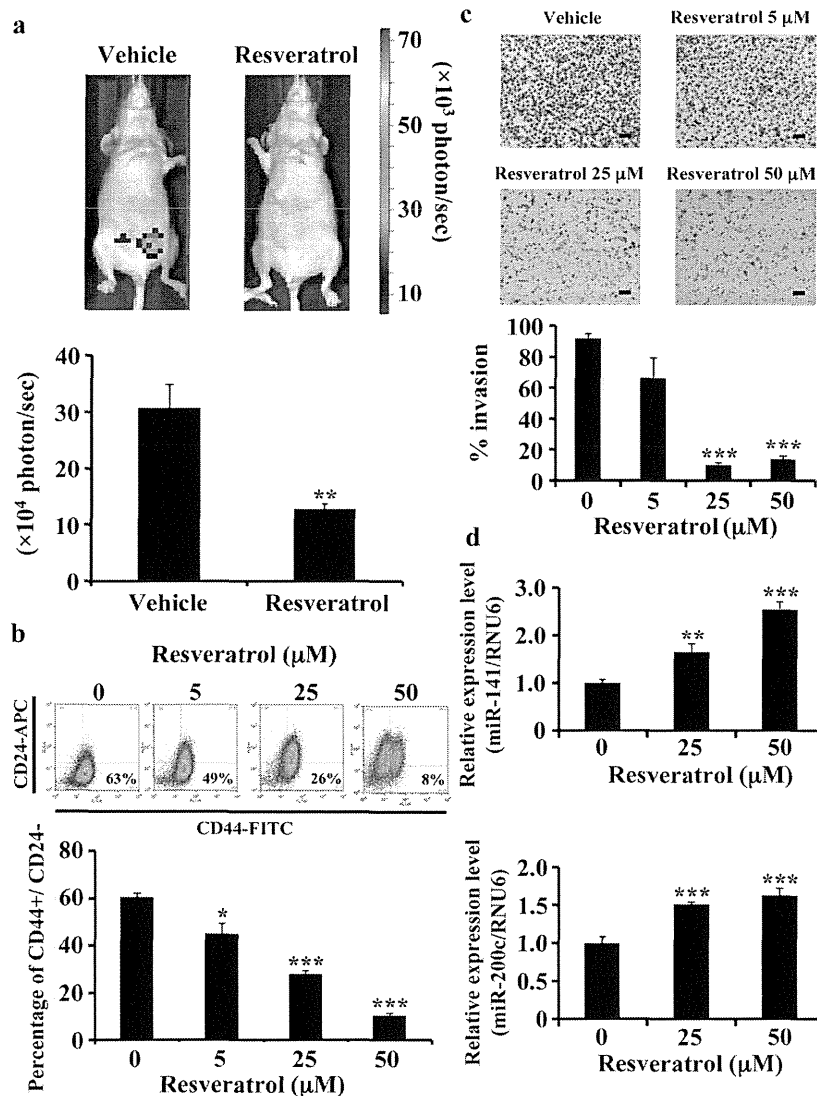 a
Vehicle Resveratrol
70
50
30
10
(×10³ photon/sec)
40
30
20
10
0
(×10⁴ photon/sec)
**
Vehicle Resveratrol
b
Resveratrol (μM)
0 5 25 50
CD24-APC
63% 49% 26% 8%
CD44-FITC
80
60
40
20
0
Percentage of CD44+/ CD24-
*
***
***
0 5 25 50
Resveratrol (μM)
c
Vehicle Resveratrol 5 μM
Resveratrol 25 μM Resveratrol 50 μM
100
80
60
40
20
0
% invasion
*** ***
0 5 25 50
Resveratrol (μM)
d
3.0
2.0
1.0
0
Relative expression level
(miR-141/RNU6)
**
***
0 25 50
Resveratrol (μM)
2.0
1.5
1.0
0.5
0
Relative expression level
(miR-200c/RNU6)
*** ***
0 25 50
Resveratrol (μM)